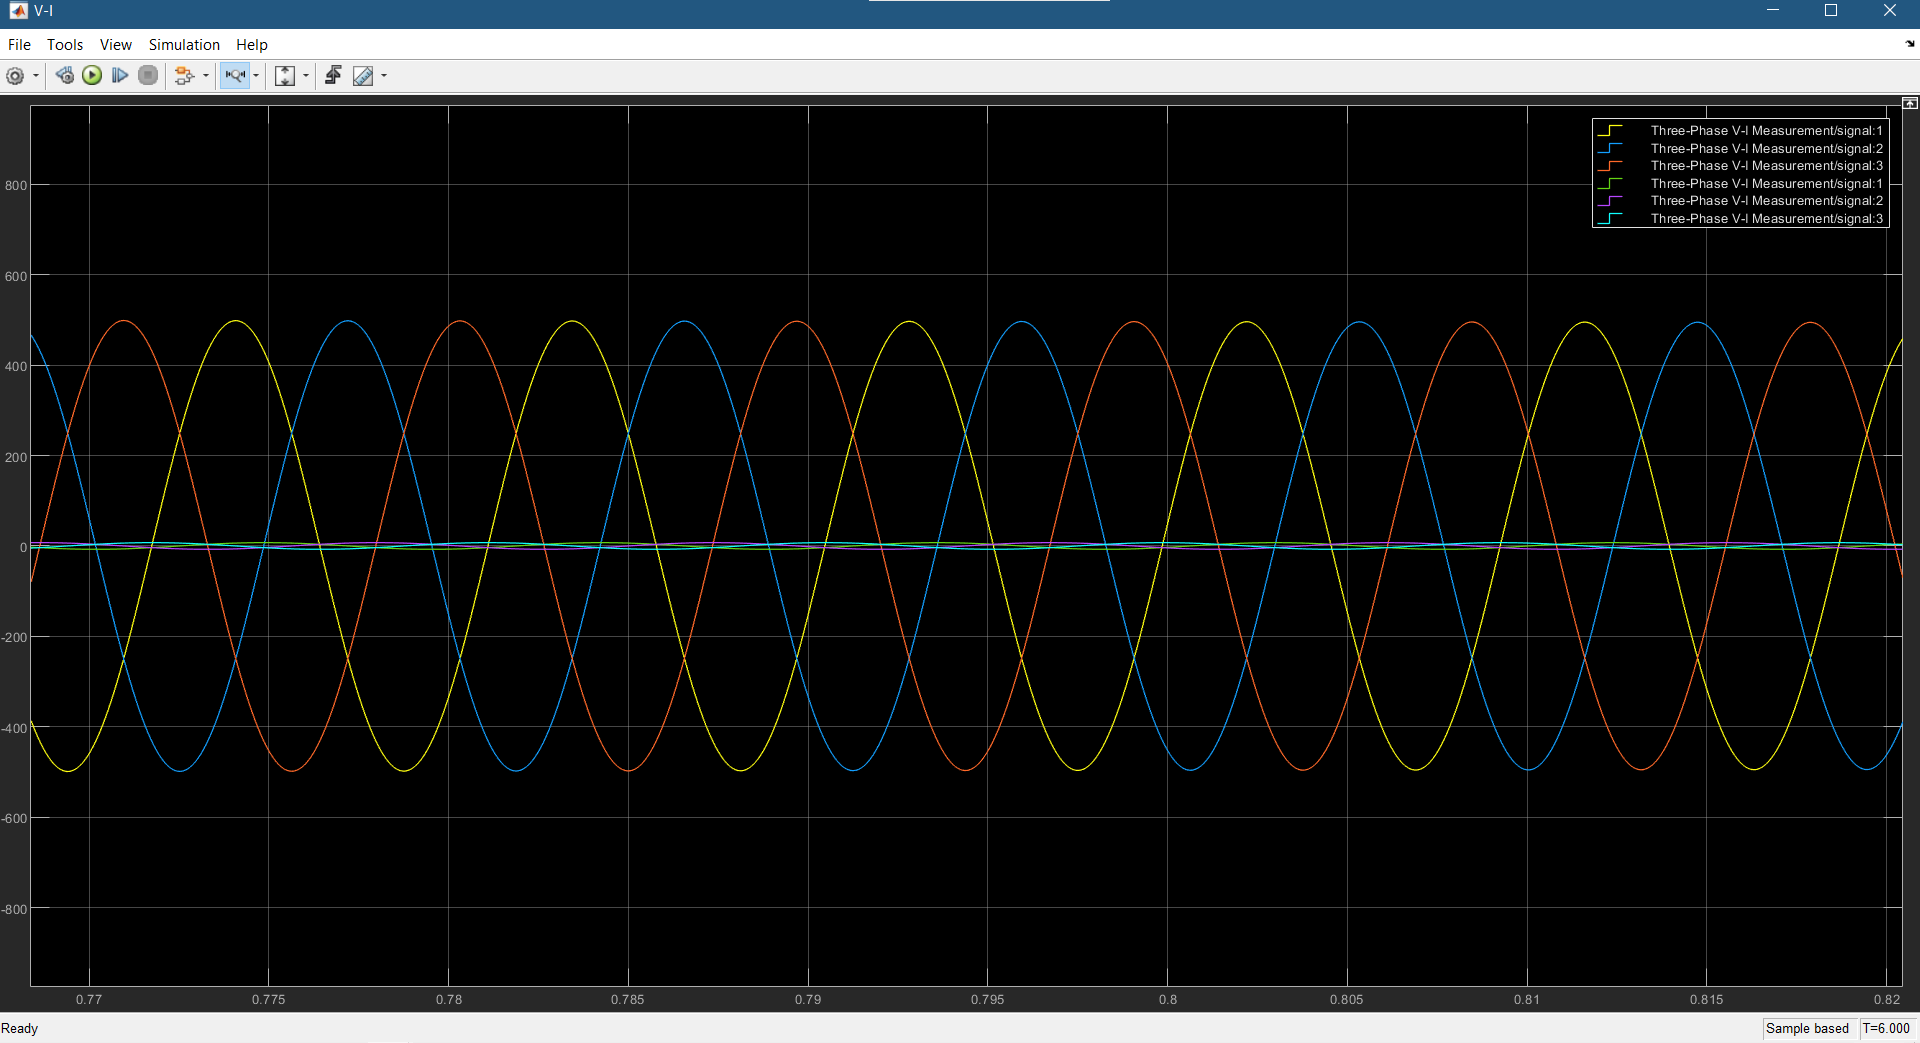 V-I
File Tools View Simulation Help
Three-Phase V-I Measurement/signal:1
Three-Phase V-I Measurement/signal:2
Three-Phase V-I Measurement/signal:3
Three-Phase V-I Measurement/signal:1
Three-Phase V-I Measurement/signal:2
Three-Phase V-I Measurement/signal:3
800
600
400
200
0
-200
-400
-600
-800
0.77 0.775 0.78 0.785 0.79 0.795 0.8 0.805 0.81 0.815 0.82
Ready Sample based T=6.000